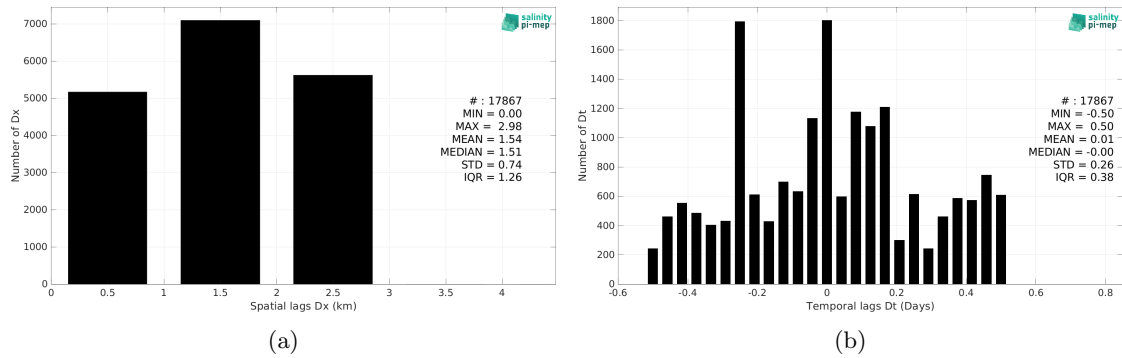 salinity
pi-mep
7000
6000
5000
4000
3000
2000
1000
0
Number of Dx
# : 17867
MIN = 0.00
MAX = 2.98
MEAN = 1.54
MEDIAN = 1.51
STD = 0.74
IQR = 1.26
0 0.5 1 1.5 2 2.5 3 3.5 4
Spatial lags Dx (km)
(a)
salinity
pi-mep
1800
1600
1400
1200
1000
800
600
400
200
0
Number of Dt
# : 17867
MIN = -0.50
MAX = 0.50
MEAN = 0.01
MEDIAN = -0.00
STD = 0.26
IQR = 0.38
-0.6 -0.4 -0.2 0 0.2 0.4 0.6 0.8
Temporal lags Dt (Days)
(b)